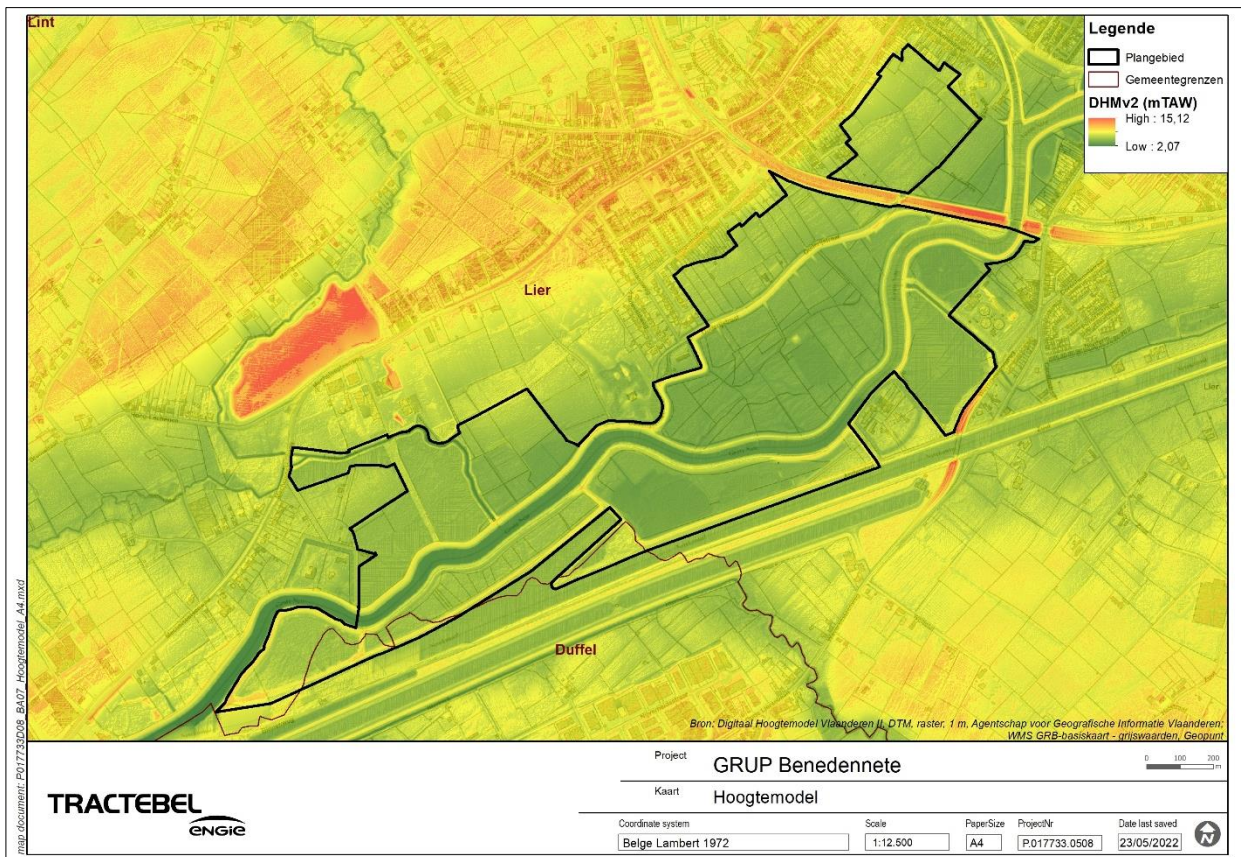 Lint
Legende
Plangebied
Gemeentegrenzen
DHMv2 (mTAW)
High : 15,12
Low : 2,07
Lier
Duffel
Bron: Digitaal Hoogtemodel Vlaanderen II, DTM, raster, 1 m, Agentschap voor Geografische Informatie Vlaanderen;
WMS GRB-basiskaart - grijswaarden, Geopunt
map document: P017733D08_BA07_Hoogtemodel_A4.mxd
Project GRUP Benedennete
0 100 200
m
Kaart Hoogtemodel
TRACTEBEL
ENGIE
Coordinate system Scale PaperSize ProjectNr Date last saved
Belge Lambert 1972 1:12.500 A4 P.017733.0508 23/05/2022
N